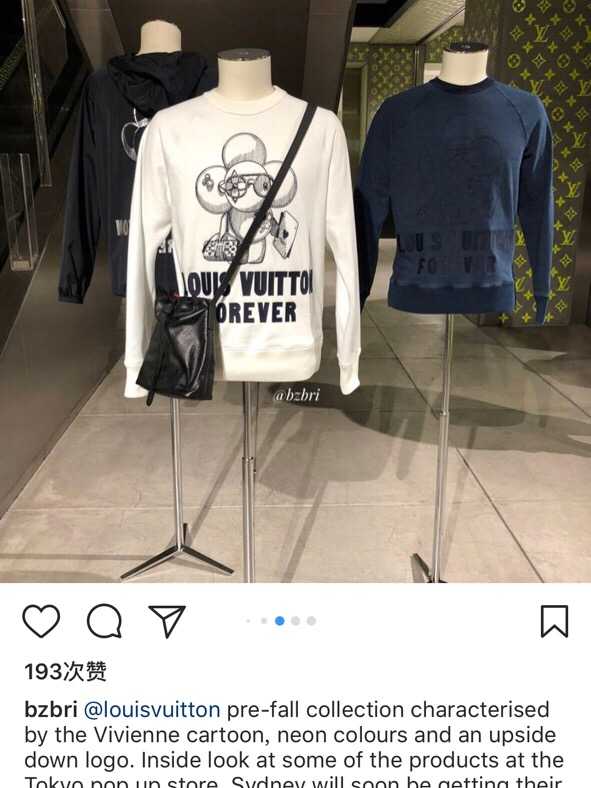 LOUIS VUITTON
FOREVER
LOUIS VUITTON
FOREVER
@bzbri
193次赞
bzbri @louisvuitton pre-fall collection characterised
by the Vivienne cartoon, neon colours and an upside
down logo. Inside look at some of the products at the
Tokyo pop up store. Sydney will soon be getting their